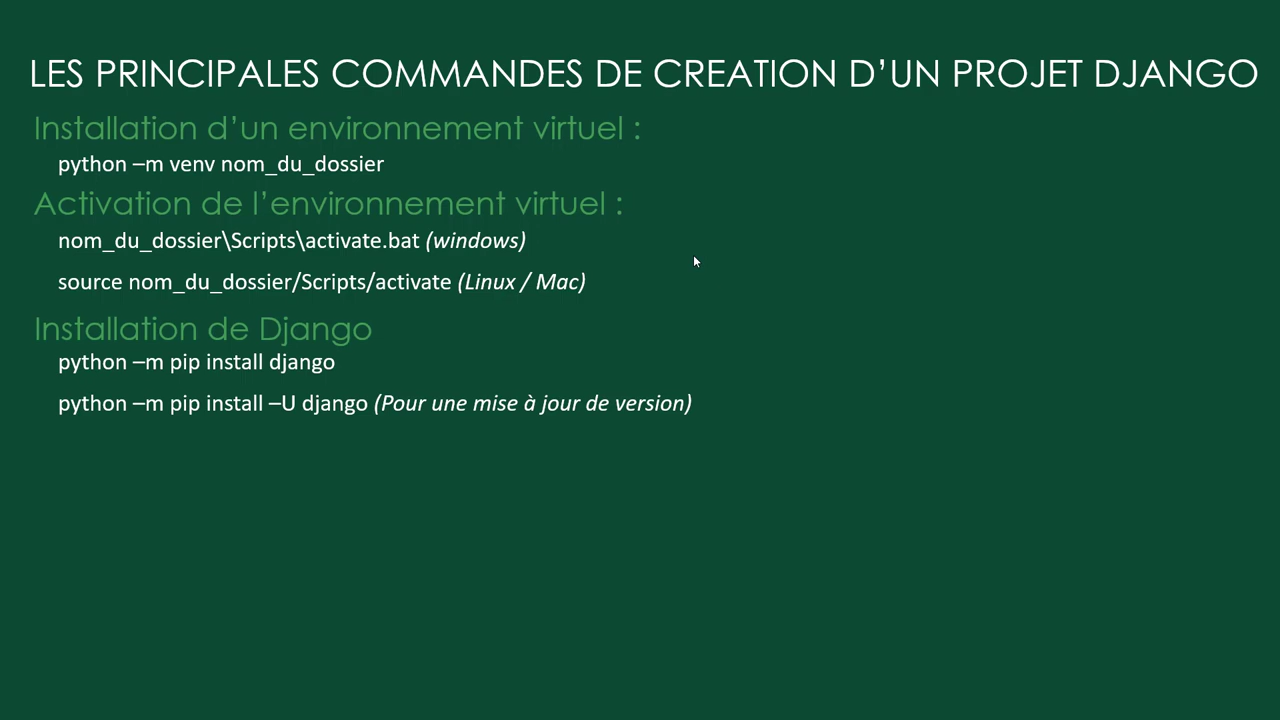 LES PRINCIPALES COMMANDES DE CREATION D’UN PROJET DJANGO
Installation d’un environnement virtuel :
python –m venv nom_du_dossier
Activation de l’environnement virtuel :
nom_du_dossier\Scripts\activate.bat (windows)
source nom_du_dossier/Scripts/activate (Linux / Mac)
Installation de Django
python –m pip install django
python –m pip install –U django (Pour une mise à jour de version)